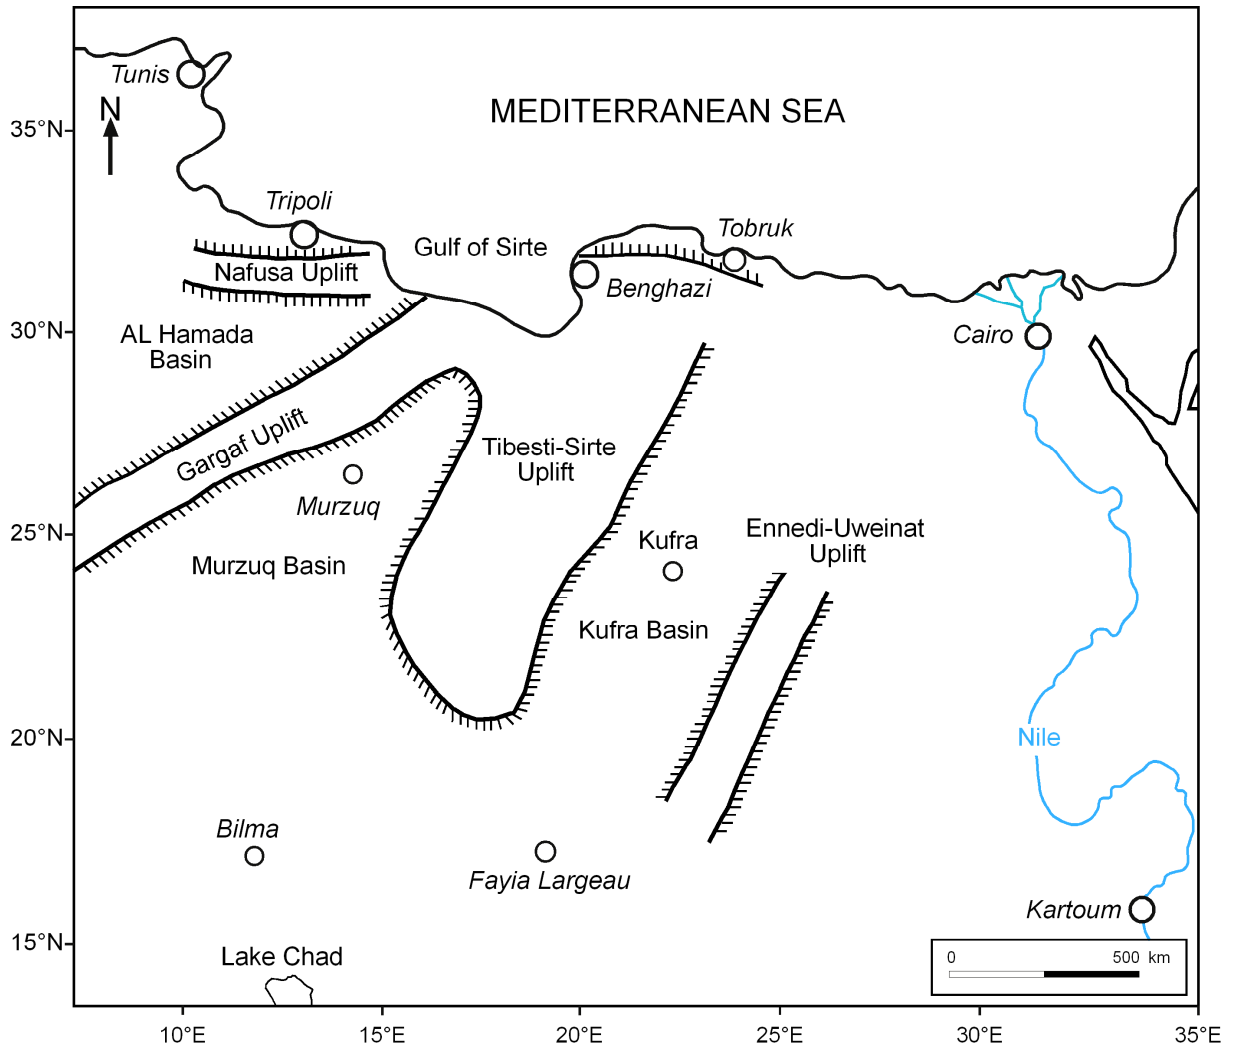 Tunis
N
MEDITERRANEAN SEA
35°N
Tripoli
Tobruk
Gulf of Sirte
Nafusa Uplift
Benghazi
30°N
AL Hamada
Basin
Cairo
Gargaf Uplift
Tibesti-Sirte
Uplift
Murzuq
25°N
Kufra
Ennedi-Uweinat
Uplift
Murzuq Basin
Kufra Basin
20°N
Nile
Bilma
Fayia Largeau
Kartoum
15°N
Lake Chad
0 500 km
10°E 15°E 20°E 25°E 30°E 35°E